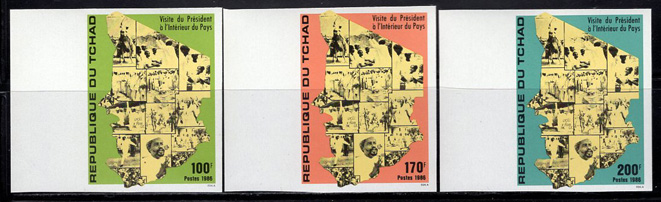 REPUBLIQUE DU TCHAD
Visite du Président
à l'Intérieur du Pays
100F
Postes 1986
REPUBLIQUE DU TCHAD
Visite du Président
à l'Intérieur du Pays
170F
Postes 1986
REPUBLIQUE DU TCHAD
Visite du Président
à l'Intérieur du Pays
200F
Postes 1986